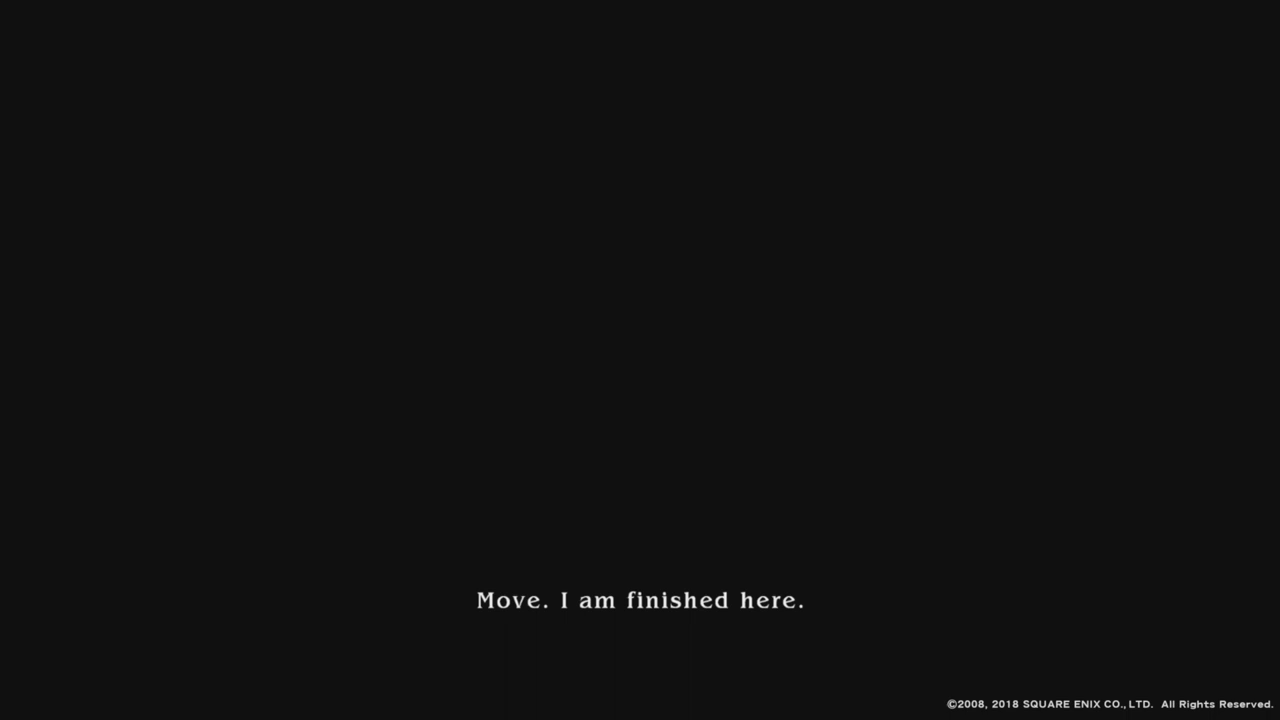 Move. I am finished here.
©2008, 2018 SQUARE ENIX CO., LTD. All Rights Reserved.